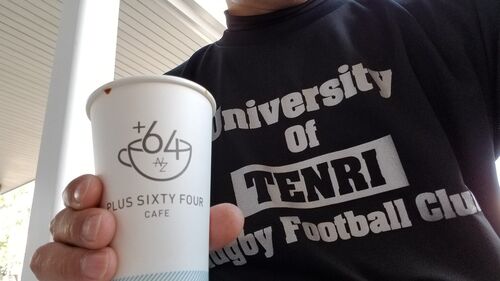 +64
NZ
PLUS SIXTY FOUR
CAFE
University
Of
TENRI
Rugby Football Club